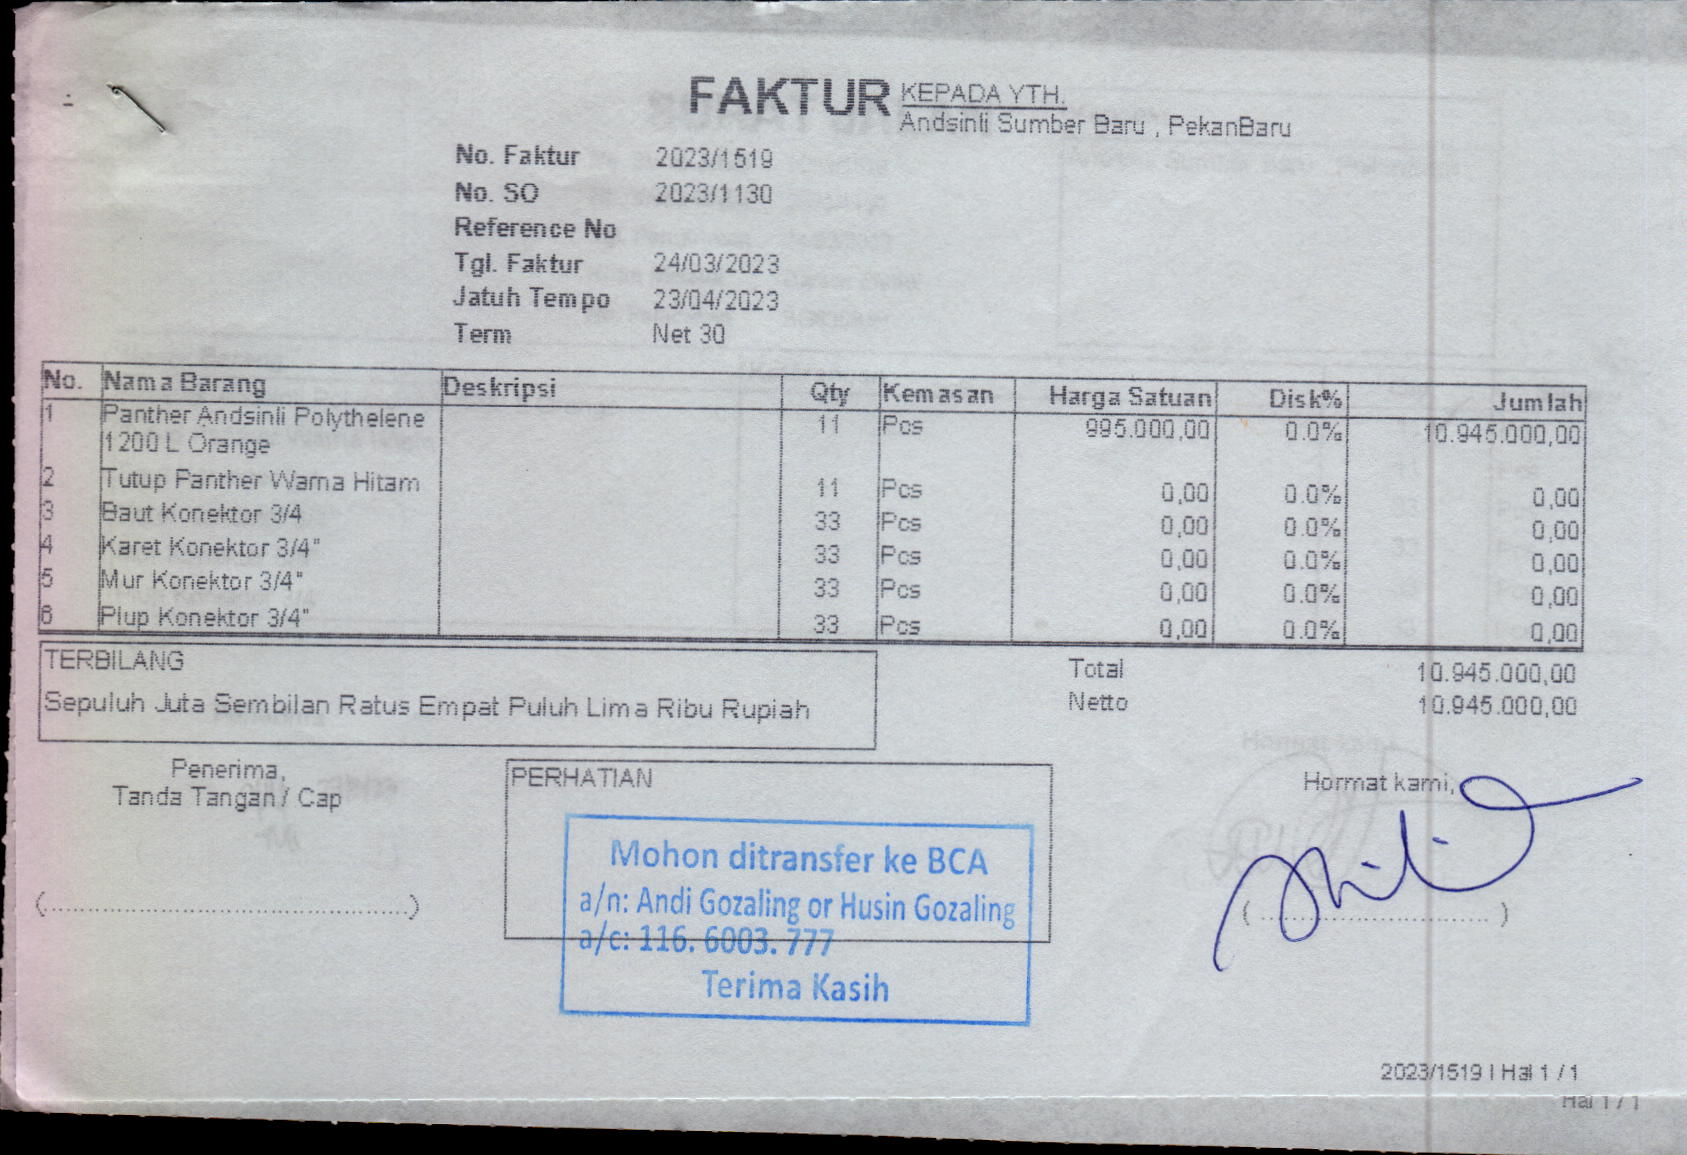 FAKTUR
KEPADA YTH.
Andsinli Sumber Baru , PekanBaru
No. Faktur 2023/1519
No. SO 2023/1130
Reference No
Tgl. Faktur 24/03/2023
Jatuh Tempo 23/04/2023
Term Net 30
No. Nama Barang Deskripsi Qty Kemasan Harga Satuan Disk% Jumlah
1 Panther Andsinli Polythelene 11 Pcs 995.000,00 0.0% 10.945.000,00
1200 L Orange
2 Tutup Panther Warna Hitam 11 Pcs 0,00 0.0% 0,00
3 Baut Konektor 3/4 33 Pcs 0,00 0.0% 0,00
4 Karet Konektor 3/4" 33 Pcs 0,00 0.0% 0,00
5 Mur Konektor 3/4" 33 Pcs 0,00 0.0% 0,00
6 Plup Konektor 3/4" 33 Pcs 0,00 0.0% 0,00
TERBILANG
Sepuluh Juta Sembilan Ratus Empat Puluh Lima Ribu Rupiah
Total 10.945.000,00
Netto 10.945.000,00
Penerima,
Tanda Tangan / Cap
(..............................................)
PERHATIAN
Mohon ditransfer ke BCA
a/n: Andi Gozaling or Husin Gozaling
a/c: 116. 6003. 777
Terima Kasih
Hormat kami,
(..............................)
2023/1519 | Hal 1 / 1
Hal 1 / 1